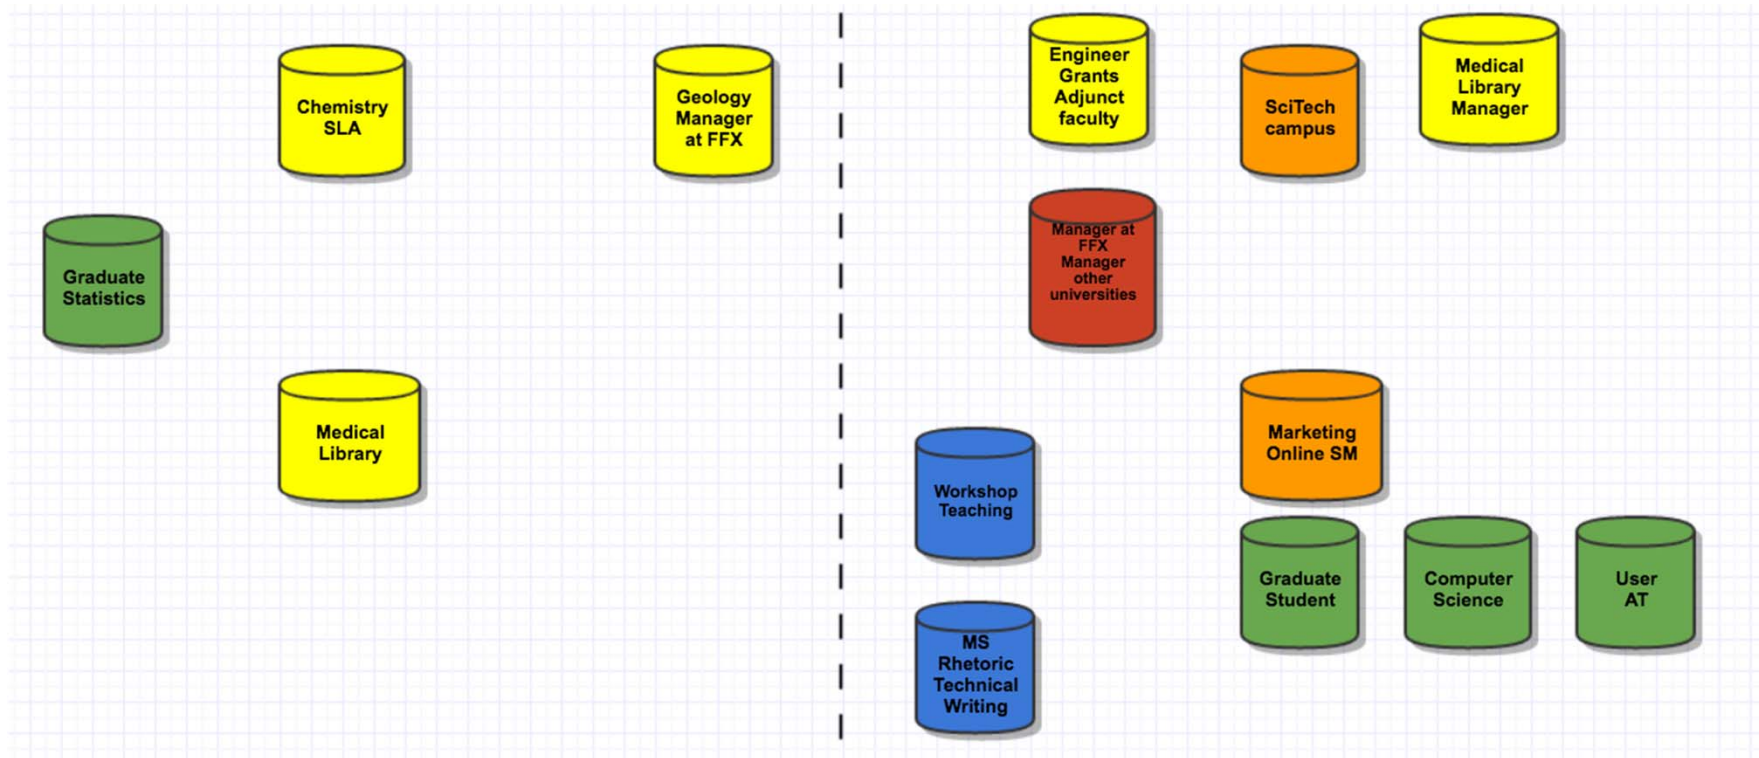 Chemistry
SLA
Geology
Manager
at FFX
Graduate
Statistics
Medical
Library
Engineer
Grants
Adjunct
faculty
SciTech
campus
Medical
Library
Manager
Manager at
FFX
Manager
other
universities
Marketing
Online SM
Workshop
Teaching
Graduate
Student
Computer
Science
User
AT
MS
Rhetoric
Technical
Writing